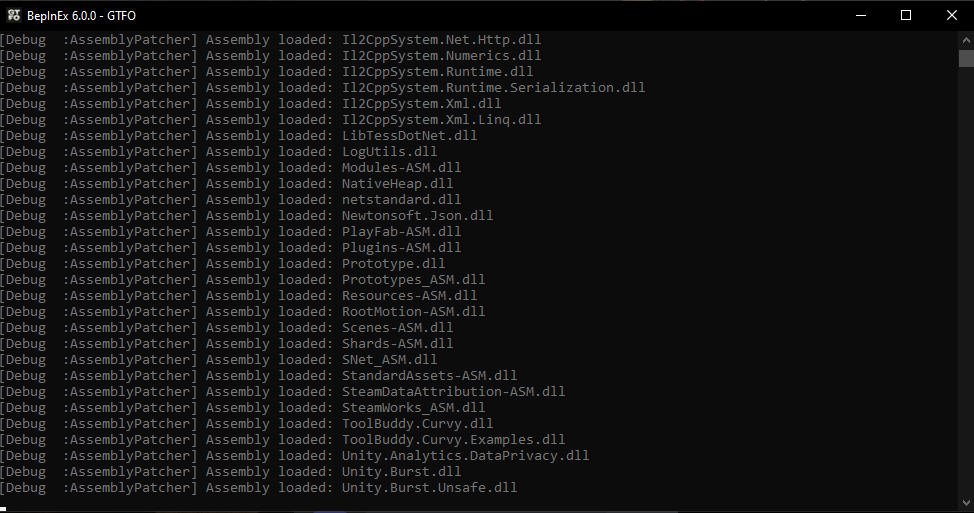 GT
FO
BepInEx 6.0.0 - GTFO
[Debug  :AssemblyPatcher] Assembly loaded: Il2CppSystem.Net.Http.dll
[Debug  :AssemblyPatcher] Assembly loaded: Il2CppSystem.Numerics.dll
[Debug  :AssemblyPatcher] Assembly loaded: Il2CppSystem.Runtime.dll
[Debug  :AssemblyPatcher] Assembly loaded: Il2CppSystem.Runtime.Serialization.dll
[Debug  :AssemblyPatcher] Assembly loaded: Il2CppSystem.Xml.dll
[Debug  :AssemblyPatcher] Assembly loaded: Il2CppSystem.Xml.Linq.dll
[Debug  :AssemblyPatcher] Assembly loaded: LibTessDotNet.dll
[Debug  :AssemblyPatcher] Assembly loaded: LogUtils.dll
[Debug  :AssemblyPatcher] Assembly loaded: Modules-ASM.dll
[Debug  :AssemblyPatcher] Assembly loaded: NativeHeap.dll
[Debug  :AssemblyPatcher] Assembly loaded: netstandard.dll
[Debug  :AssemblyPatcher] Assembly loaded: Newtonsoft.Json.dll
[Debug  :AssemblyPatcher] Assembly loaded: PlayFab-ASM.dll
[Debug  :AssemblyPatcher] Assembly loaded: Plugins-ASM.dll
[Debug  :AssemblyPatcher] Assembly loaded: Prototype.dll
[Debug  :AssemblyPatcher] Assembly loaded: Prototypes_ASM.dll
[Debug  :AssemblyPatcher] Assembly loaded: Resources-ASM.dll
[Debug  :AssemblyPatcher] Assembly loaded: RootMotion-ASM.dll
[Debug  :AssemblyPatcher] Assembly loaded: Scenes-ASM.dll
[Debug  :AssemblyPatcher] Assembly loaded: Shards-ASM.dll
[Debug  :AssemblyPatcher] Assembly loaded: SNet_ASM.dll
[Debug  :AssemblyPatcher] Assembly loaded: StandardAssets-ASM.dll
[Debug  :AssemblyPatcher] Assembly loaded: SteamDataAttribution-ASM.dll
[Debug  :AssemblyPatcher] Assembly loaded: SteamWorks_ASM.dll
[Debug  :AssemblyPatcher] Assembly loaded: ToolBuddy.Curvy.dll
[Debug  :AssemblyPatcher] Assembly loaded: ToolBuddy.Curvy.Examples.dll
[Debug  :AssemblyPatcher] Assembly loaded: Unity.Analytics.DataPrivacy.dll
[Debug  :AssemblyPatcher] Assembly loaded: Unity.Burst.dll
[Debug  :AssemblyPatcher] Assembly loaded: Unity.Burst.Unsafe.dll